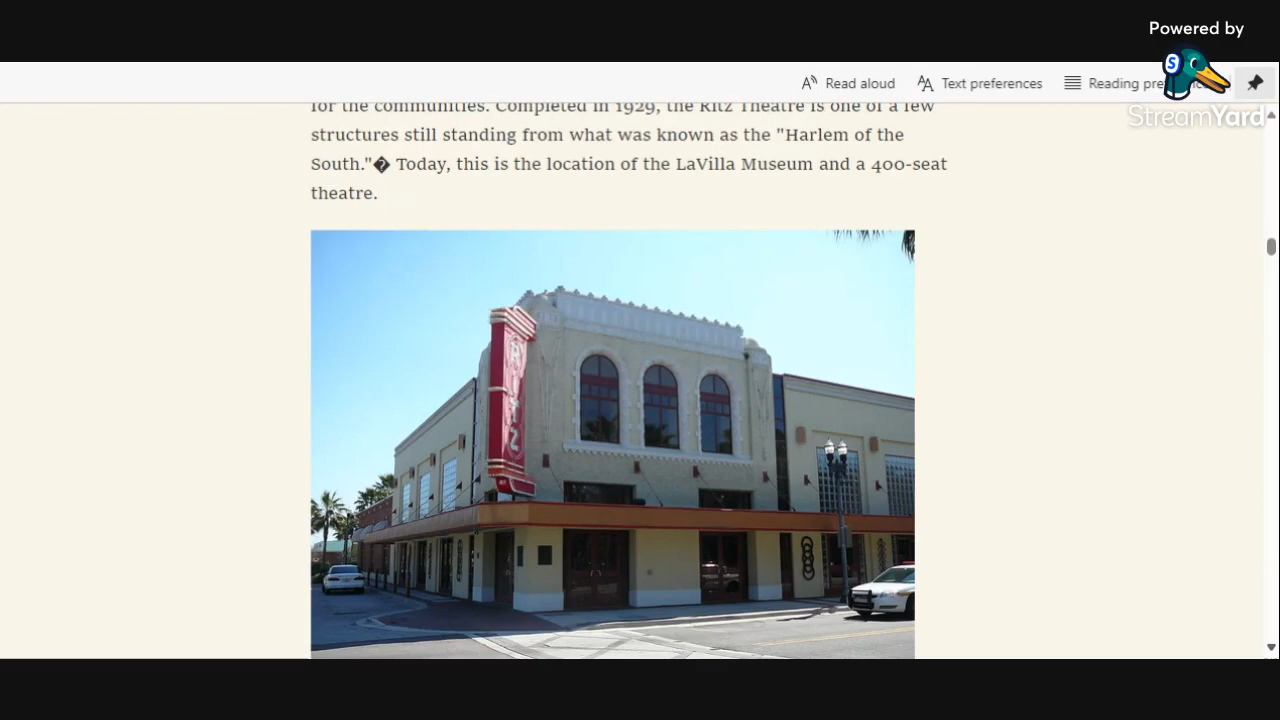 Powered by
Read aloud
Text preferences
Reading pre
S
StreamYard
for the communities. Completed in 1929, the Ritz Theatre is one of a few
structures still standing from what was known as the "Harlem of the
South."� Today, this is the location of the LaVilla Museum and a 400-seat
theatre.
RITZ